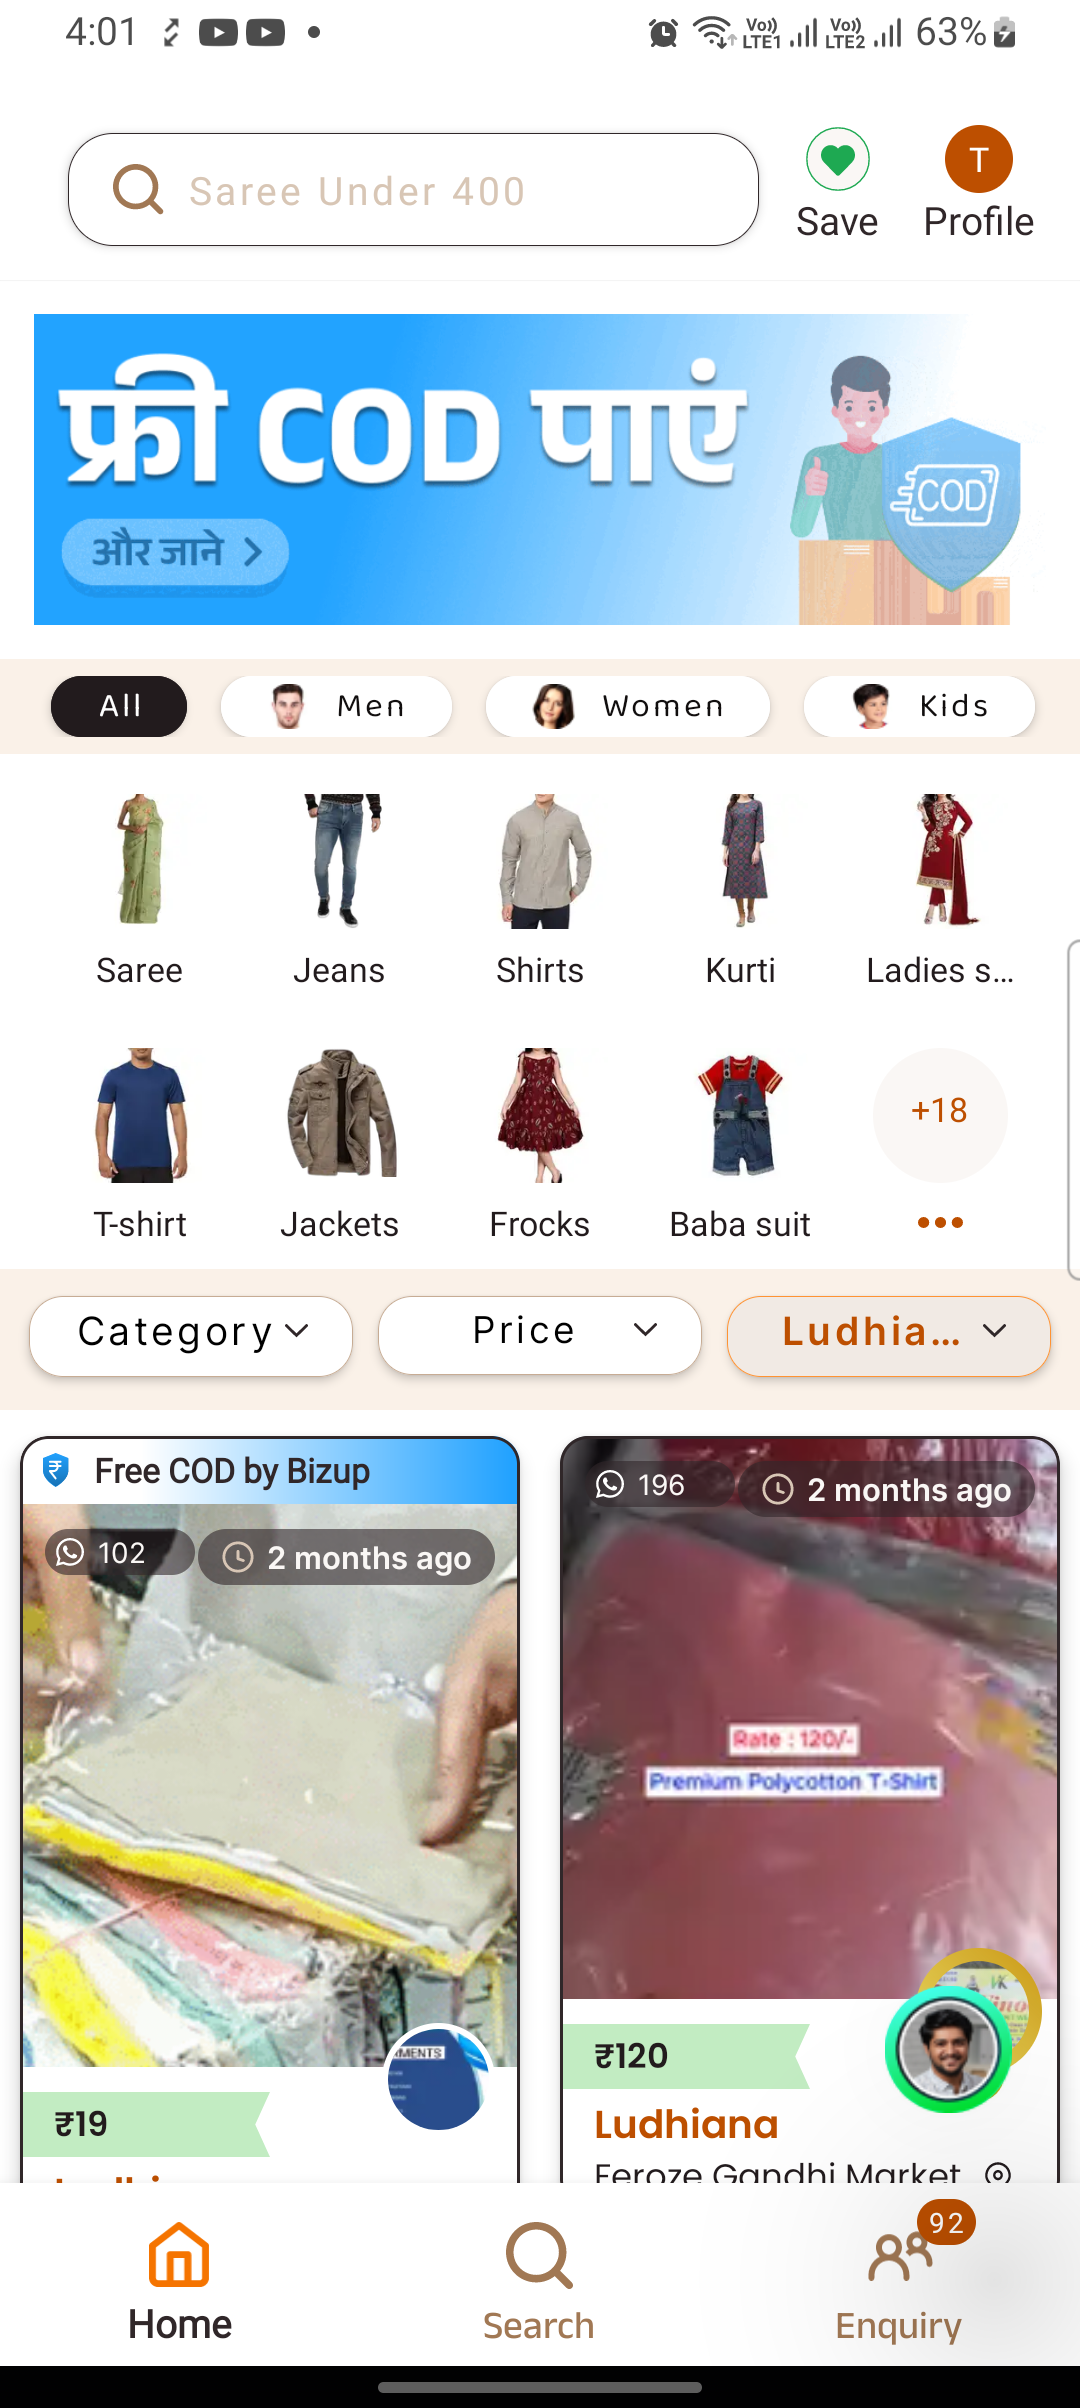 4:01
Vo)) LTE1
Vo)) LTE2
63%
Saree Under 400
Save
T
Profile
फ्री COD पाएं
और जाने
COD
All
Men
Women
Kids
Saree
Jeans
Shirts
Kurti
Ladies s...
+18
T-shirt
Jackets
Frocks
Baba suit
Category
Price
Ludhia...
Free COD by Bizup
102
2 months ago
196
2 months ago
Rate : 120/-
Premium Polycotton T-Shirt
₹19
₹120
Ludhiana
Feroze Gandhi Market
Home
Search
92
Enquiry